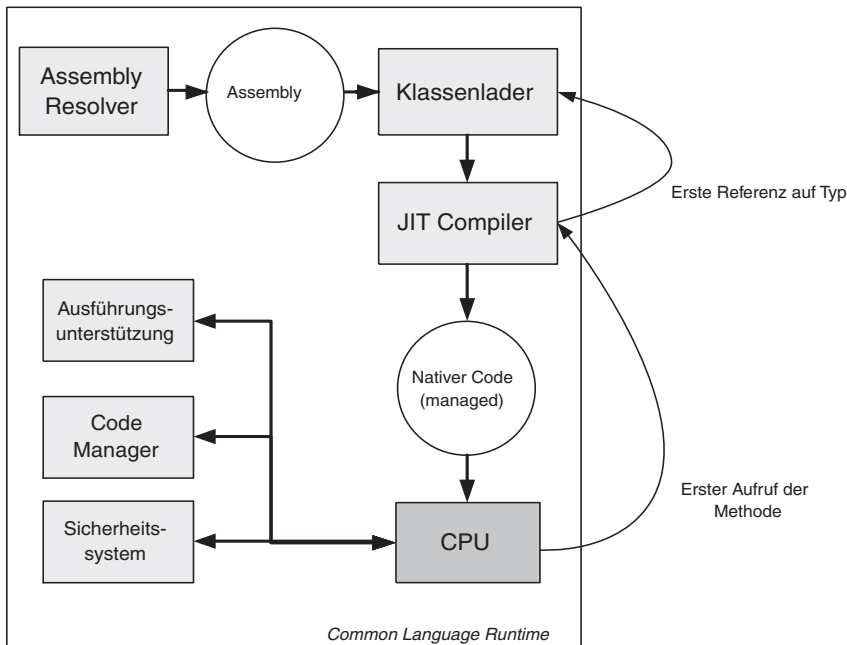 Assembly
Resolver
Assembly
Klassenlader
Erste Referenz auf Typ
JIT Compiler
Ausführungs-
unterstützung
Nativer Code
(managed)
Code
Manager
Erster Aufruf der
Methode
Sicherheits-
system
CPU
Common Language Runtime